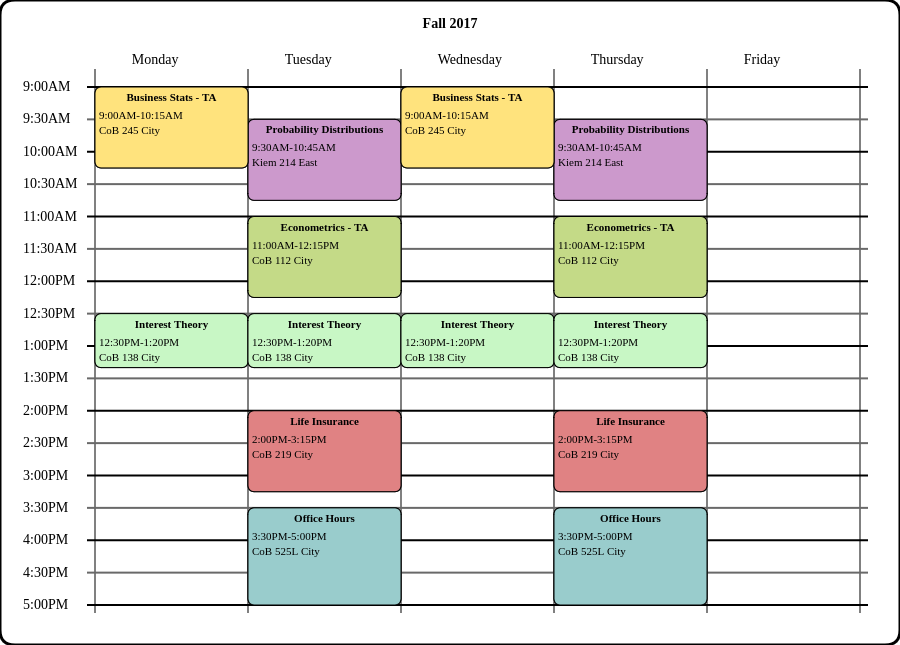 Fall 2017
Monday Tuesday Wednesday Thursday Friday
9:00AM
9:30AM
10:00AM
10:30AM
11:00AM
11:30AM
12:00PM
12:30PM
1:00PM
1:30PM
2:00PM
2:30PM
3:00PM
3:30PM
4:00PM
4:30PM
5:00PM
Business Stats - TA
9:00AM-10:15AM
CoB 245 City
Interest Theory
12:30PM-1:20PM
CoB 138 City
Probability Distributions
9:30AM-10:45AM
Kiem 214 East
Econometrics - TA
11:00AM-12:15PM
CoB 112 City
Interest Theory
12:30PM-1:20PM
CoB 138 City
Life Insurance
2:00PM-3:15PM
CoB 219 City
Office Hours
3:30PM-5:00PM
CoB 525L City
Business Stats - TA
9:00AM-10:15AM
CoB 245 City
Interest Theory
12:30PM-1:20PM
CoB 138 City
Probability Distributions
9:30AM-10:45AM
Kiem 214 East
Econometrics - TA
11:00AM-12:15PM
CoB 112 City
Interest Theory
12:30PM-1:20PM
CoB 138 City
Life Insurance
2:00PM-3:15PM
CoB 219 City
Office Hours
3:30PM-5:00PM
CoB 525L City